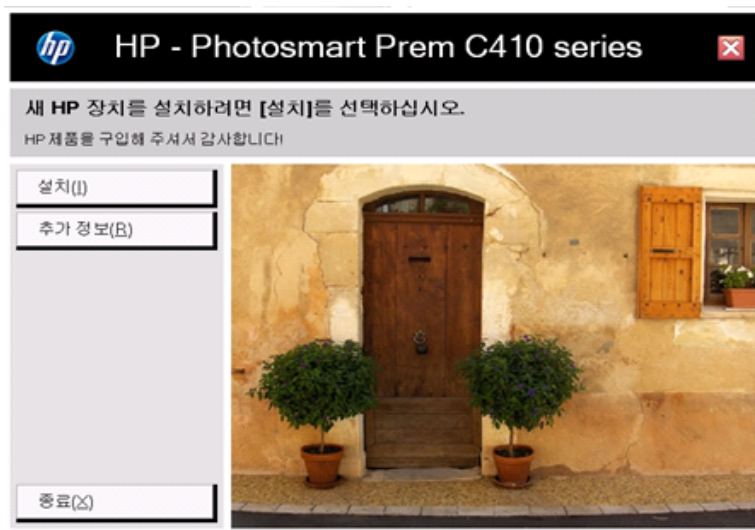 hp
HP - Photosmart Prem C410 series
새 HP 장치를 설치하려면 [설치]를 선택하십시오.
HP 제품을 구입해 주셔서 감사합니다!
설치(I)
추가 정보(R)
종료(X)